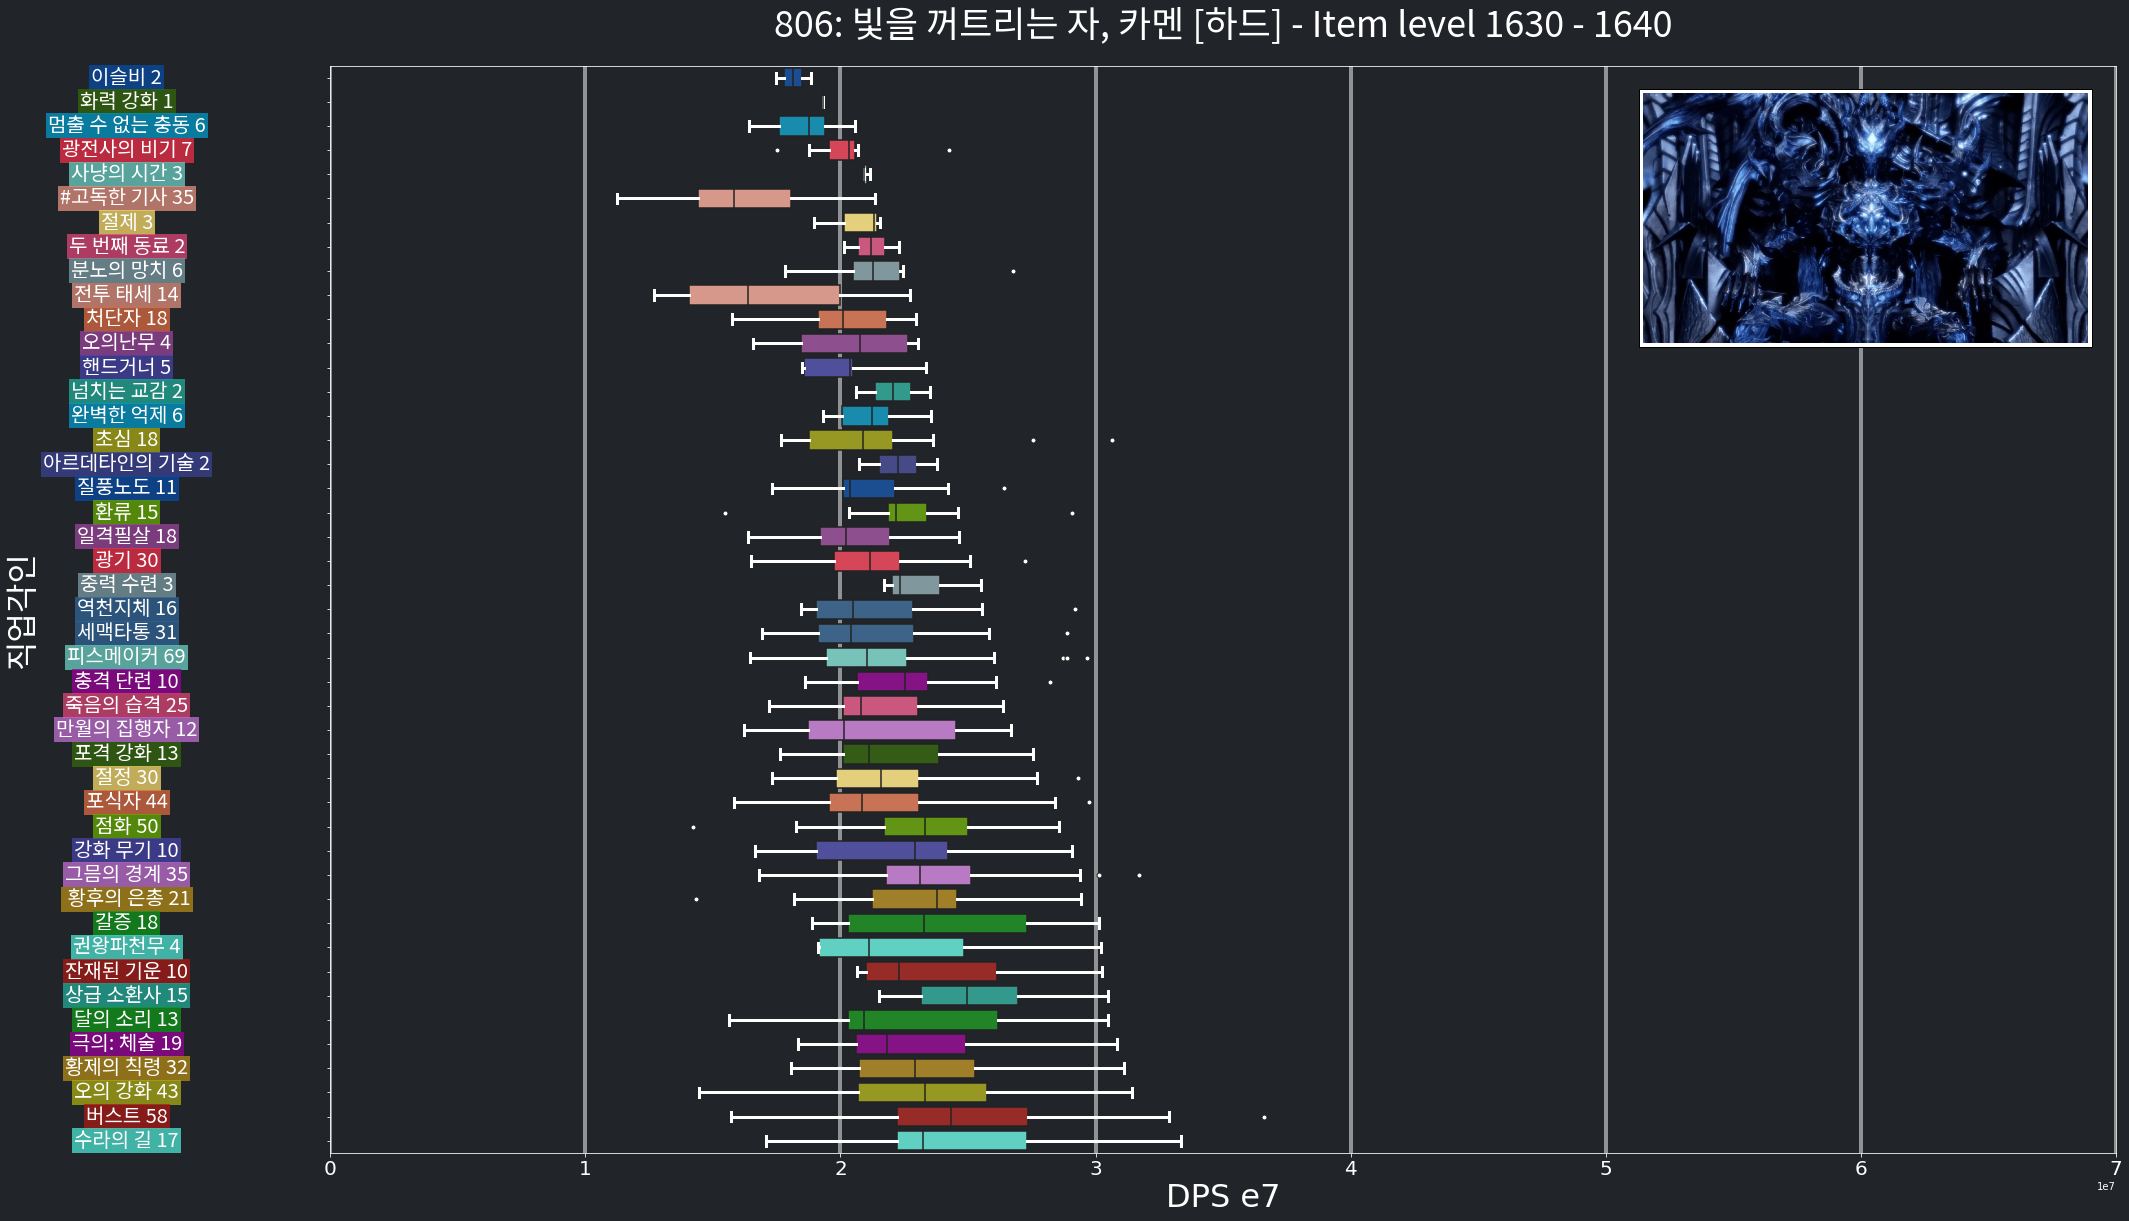 806: 빛을 꺼트리는 자, 카멘 [하드] - Item level 1630 - 1640
이슬비 2
화력 강화 1
멈출 수 없는 충동 6
광전사의 비기 7
사냥의 시간 3
#고독한 기사 35
절제 3
두 번째 동료 2
분노의 망치 6
전투 태세 14
처단자 18
오의난무 4
핸드거너 5
넘치는 교감 2
완벽한 억제 6
초심 18
아르데타인의 기술 2
질풍노도 11
환류 15
일격필살 18
광기 30
중력 수련 3
역천지체 16
세맥타통 31
피스메이커 69
충격 단련 10
죽음의 습격 25
만월의 집행자 12
포격 강화 13
절정 30
포식자 44
점화 50
강화 무기 10
그믐의 경계 35
황후의 은총 21
갈증 18
권왕파천무 4
잔재된 기운 10
상급 소환사 15
달의 소리 13
극의: 체술 19
황제의 칙령 32
오의 강화 43
버스트 58
수라의 길 17
직업각인
0 1 2 3 4 5 6 7
1e7
DPS e7